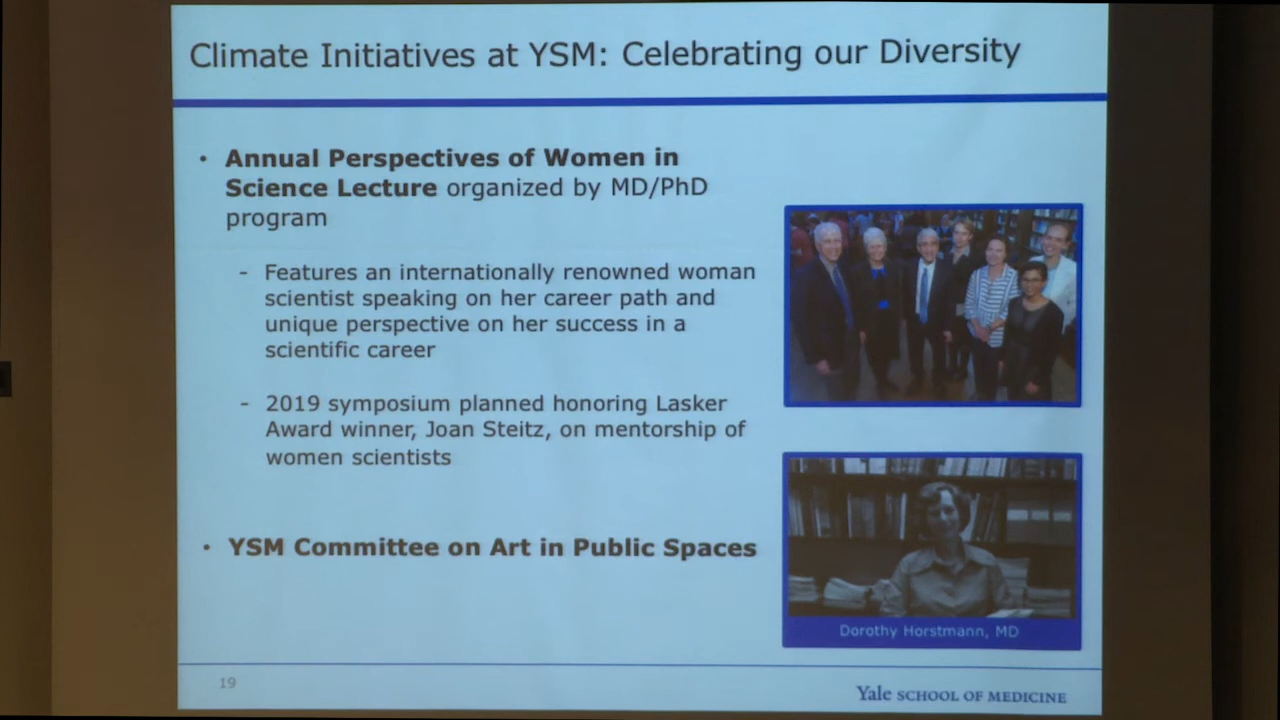 Climate Initiatives at YSM: Celebrating our Diversity
• Annual Perspectives of Women in
Science Lecture organized by MD/PhD
program
- Features an internationally renowned woman
scientist speaking on her career path and
unique perspective on her success in a
scientific career
- 2019 symposium planned honoring Lasker
Award winner, Joan Steitz, on mentorship of
women scientists
• YSM Committee on Art in Public Spaces
Dorothy Horstmann, MD
19
Yale SCHOOL OF MEDICINE